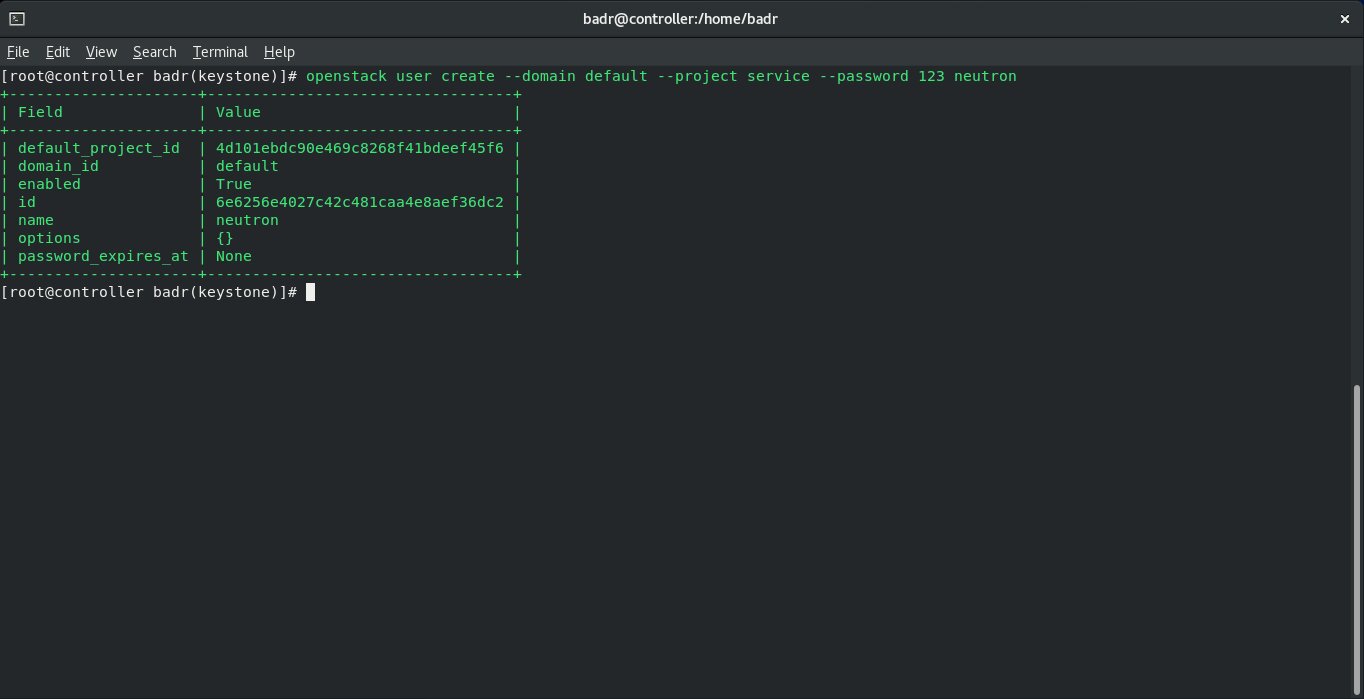 badr@controller:/home/badr
File Edit View Search Terminal Help
[root@controller badr(keystone)]# openstack user create --domain default --project service --password 123 neutron
+---------------------+----------------------------------+
| Field               | Value                            |
+---------------------+----------------------------------+
| default_project_id  | 4d101ebdc90e469c8268f41bdeef45f6 |
| domain_id           | default                          |
| enabled             | True                             |
| id                  | 6e6256e4027c42c481caa4e8aef36dc2 |
| name                | neutron                          |
| options             | {}                               |
| password_expires_at | None                             |
+---------------------+----------------------------------+
[root@controller badr(keystone)]#